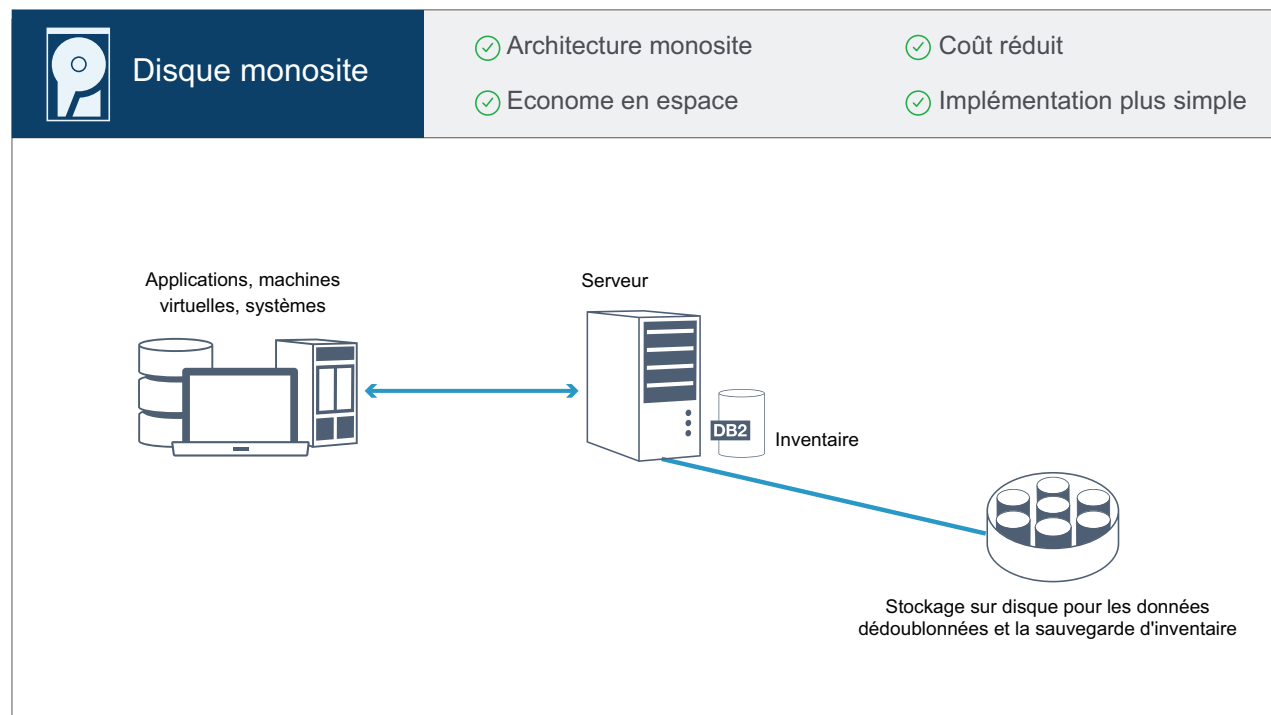 Disque monosite
Architecture monosite
Coût réduit
Econome en espace
Implémentation plus simple
Applications, machines
virtuelles, systèmes
Serveur
DB2
Inventaire
Stockage sur disque pour les données
dédoublonnées et la sauvegarde d'inventaire